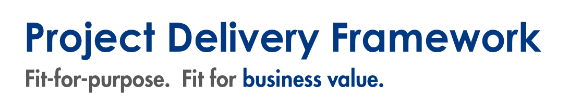 Project Delivery Framework
Fit-for-purpose.  Fit for business value.